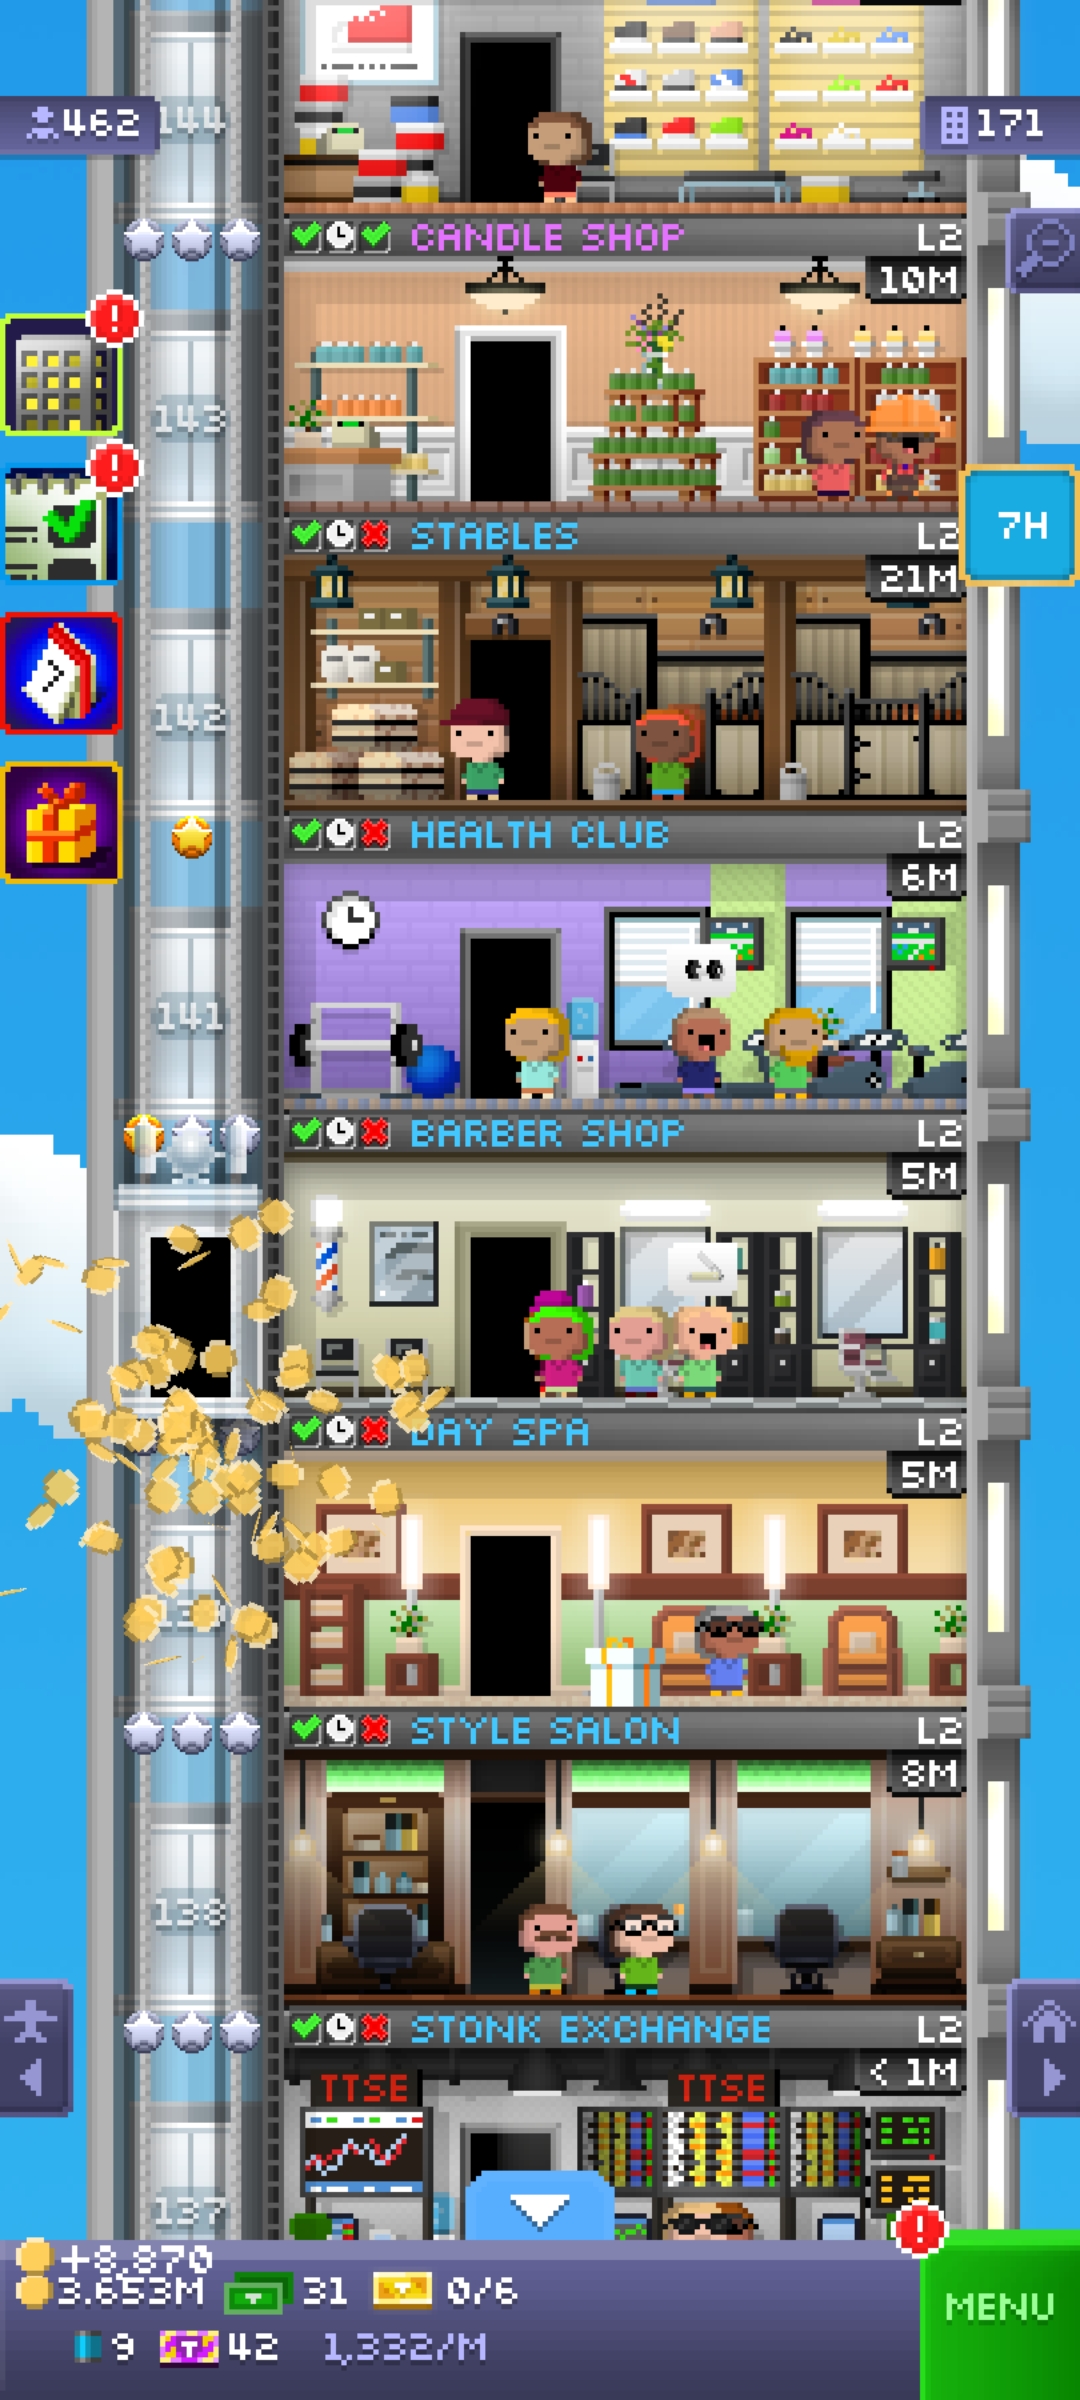 462
144
171
CANDLE SHOP L2
10M
143
STABLES L2
7H
21M
7
142
HEALTH CLUB L2
6M
141
BARBER SHOP L2
5M
DAY SPA L2
5M
STYLE SALON L2
8M
138
STONK EXCHANGE L2
< 1M
TTSE TTSE
137
+8,870
3.653M 31 0/6
MENU
9 T 42 1,332/M